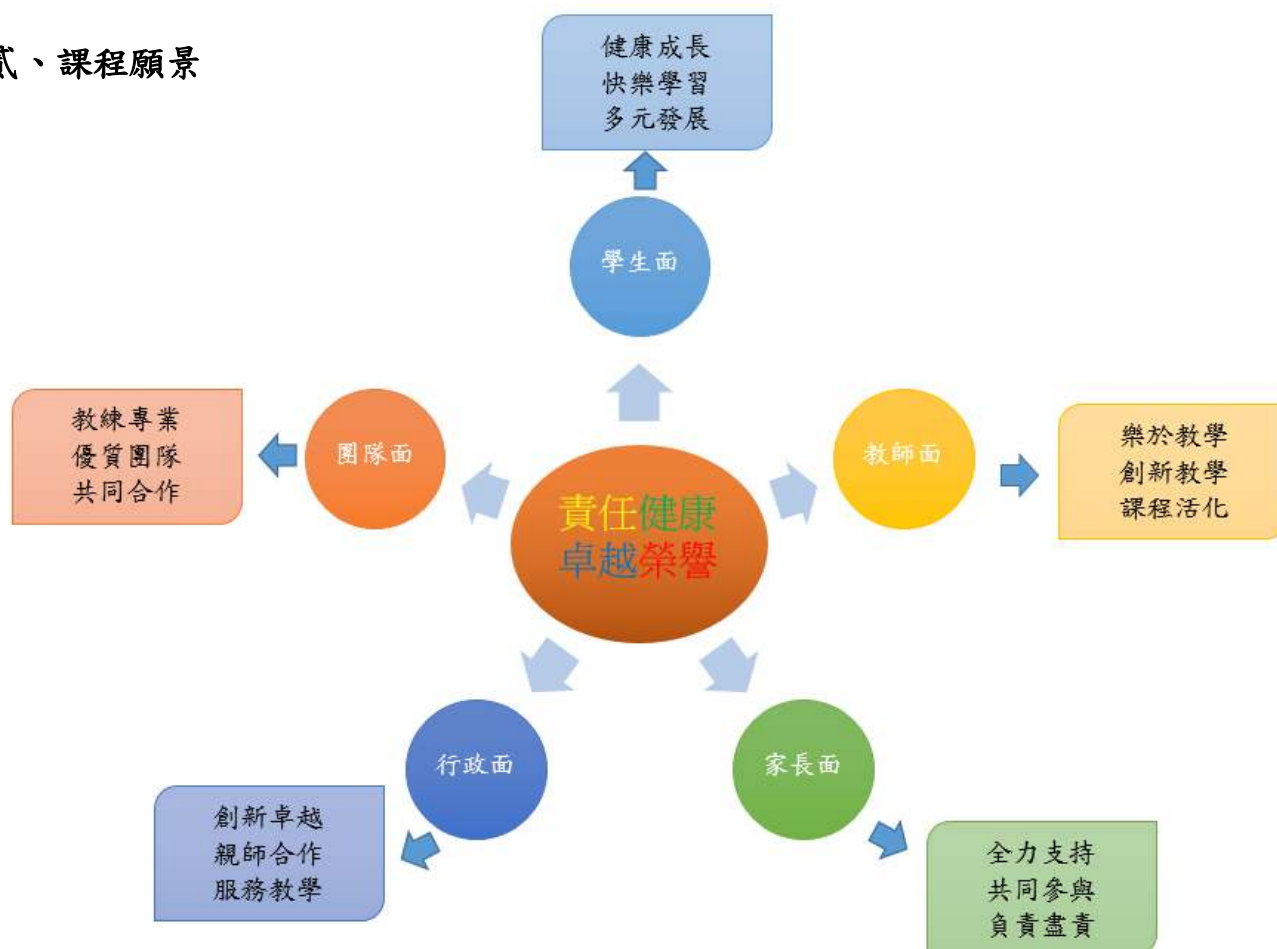 貳、課程願景
健康成長
快樂學習
多元發展
學生面
教練專業
優質團隊
共同合作
團隊面
教師面
樂於教學
創新教學
課程活化
責任健康
卓越榮譽
行政面
家長面
創新卓越
親師合作
服務教學
全力支持
共同參與
負責盡責